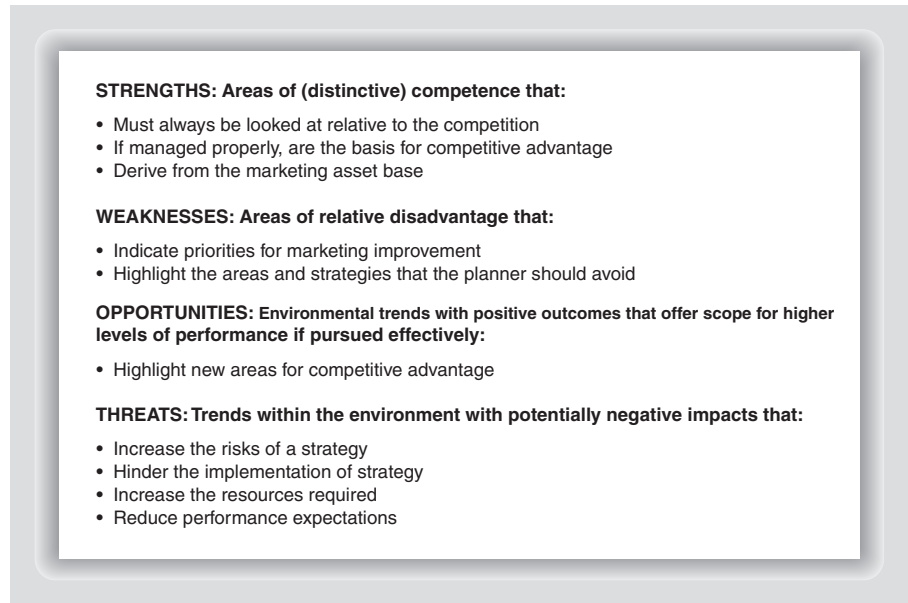 STRENGTHS: Areas of (distinctive) competence that:
• Must always be looked at relative to the competition
• If managed properly, are the basis for competitive advantage
• Derive from the marketing asset base
WEAKNESSES: Areas of relative disadvantage that:
• Indicate priorities for marketing improvement
• Highlight the areas and strategies that the planner should avoid
OPPORTUNITIES: Environmental trends with positive outcomes that offer scope for higher
levels of performance if pursued effectively:
• Highlight new areas for competitive advantage
THREATS: Trends within the environment with potentially negative impacts that:
• Increase the risks of a strategy
• Hinder the implementation of strategy
• Increase the resources required
• Reduce performance expectations